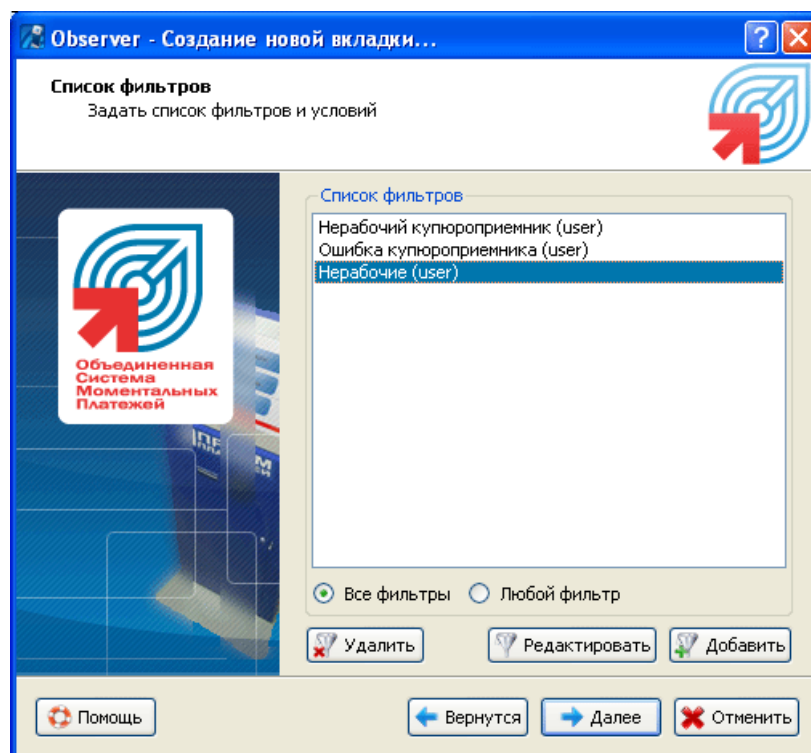 Observer - Создание новой вкладки...
Список фильтров
Задать список фильтров и условий
Список фильтров
Нерабочий купюроприемник (user)
Ошибка купюроприемника (user)
Нерабочие (user)
Объединенная
Система
Моментальных
Платежей
Все фильтры Любой фильтр
Удалить Редактировать Добавить
Помощь Вернутся Далее Отменить